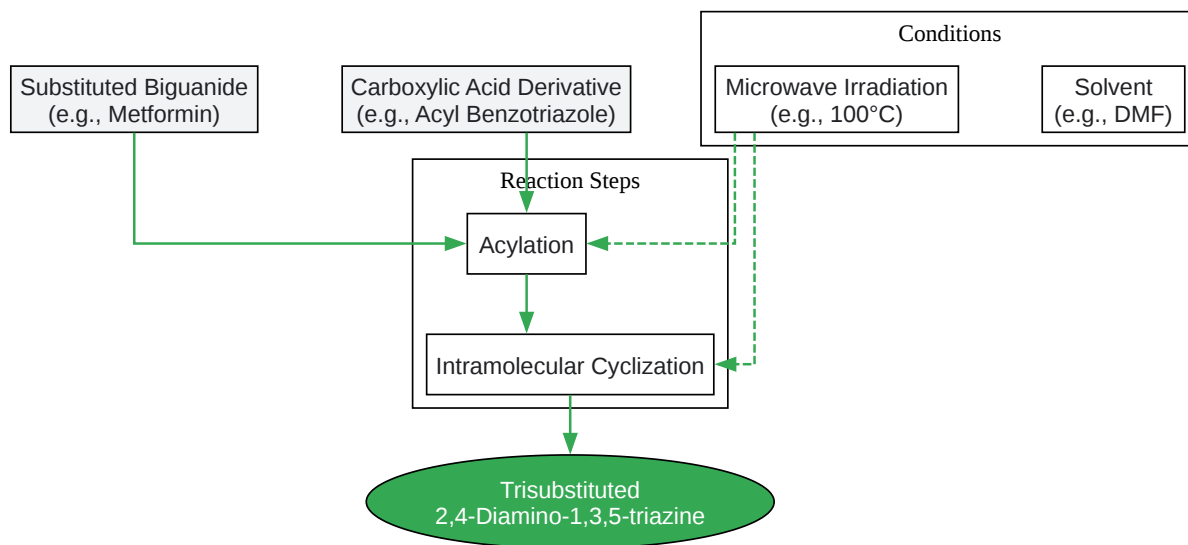 Conditions
Substituted Biguanide
(e.g., Metformin)
Carboxylic Acid Derivative
(e.g., Acyl Benzotriazole)
Microwave Irradiation
(e.g., 100°C)
Solvent
(e.g., DMF)
Reaction Steps
Acylation
Intramolecular Cyclization
Trisubstituted
2,4-Diamino-1,3,5-triazine